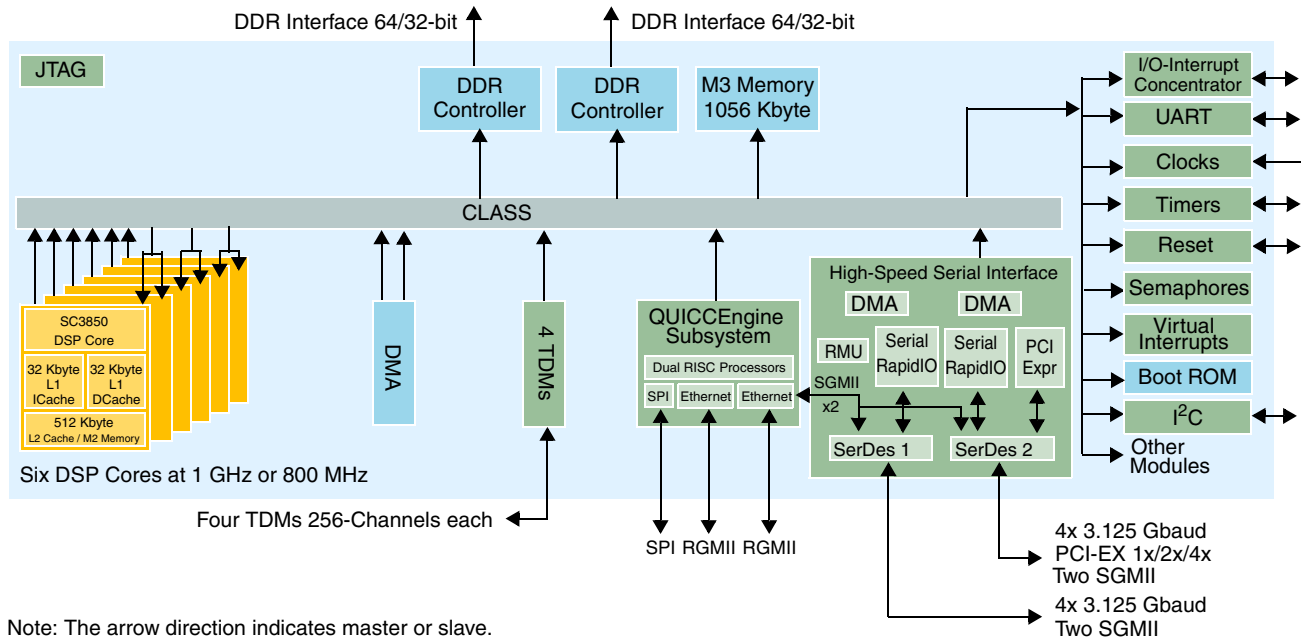 DDR Interface 64/32-bit
DDR Interface 64/32-bit
JTAG
DDR
Controller
DDR
Controller
M3 Memory
1056 Kbyte
I/O-Interrupt
Concentrator
UART
Clocks
Timers
Reset
Semaphores
Virtual
Interrupts
Boot ROM
I²C
Other
Modules
CLASS
SC3850
DSP Core
32 Kbyte
L1
ICache
32 Kbyte
L1
DCache
512 Kbyte
L2 Cache / M2 Memory
Six DSP Cores at 1 GHz or 800 MHz
DMA
4 TDMs
Four TDMs 256-Channels each
QUICCEngine
Subsystem
Dual RISC Processors
SPI
Ethernet
Ethernet
SPI
RGMII
RGMII
High-Speed Serial Interface
DMA
DMA
RMU
Serial
RapidIO
Serial
RapidIO
PCI
Expr
SGMII
x2
SerDes 1
SerDes 2
4x 3.125 Gbaud
PCI-EX 1x/2x/4x
Two SGMII
4x 3.125 Gbaud
Two SGMII
Note: The arrow direction indicates master or slave.